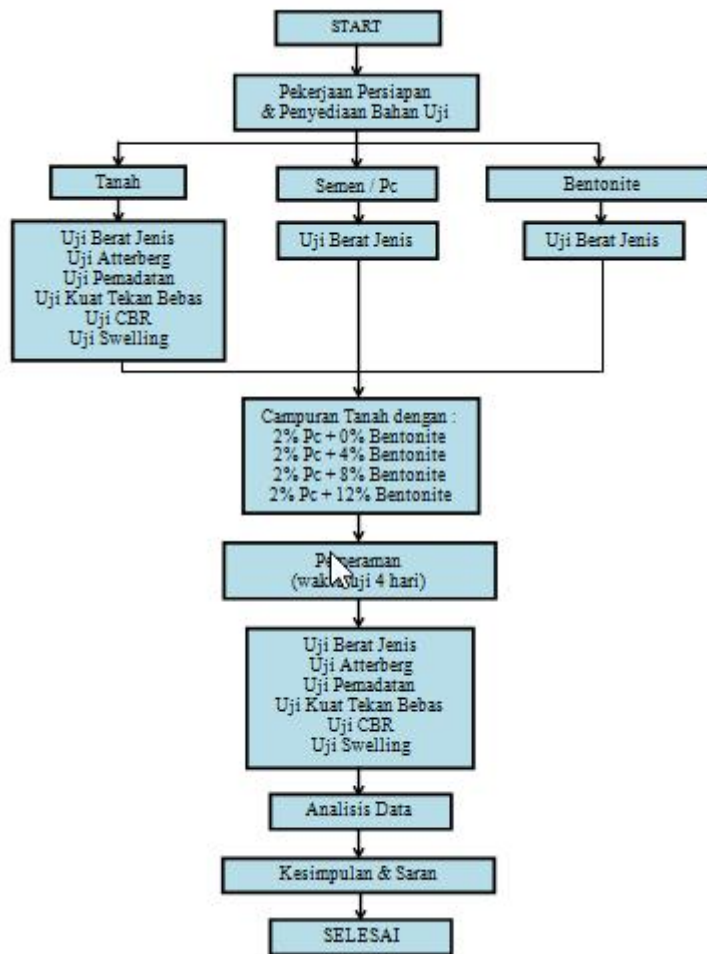 START
Pekerjaan Persiapan
& Penyediaan Bahan Uji
Tanah
Semen / Pc
Bentonite
Uji Berat Jenis
Uji Atterberg
Uji Pemadatan
Uji Kuat Tekan Bebas
Uji CBR
Uji Swelling
Uji Berat Jenis
Uji Berat Jenis
Campuran Tanah dengan :
2% Pc + 0% Bentonite
2% Pc + 4% Bentonite
2% Pc + 8% Bentonite
2% Pc + 12% Bentonite
4 hari)
Uji Berat Jenis
Uji Atterberg
Uji Pemadatan
Uji Kuat Tekan Bebas
Uji CBR
Uji Swelling
Analisis Data
Kesimpulan & Saran
SELESAI